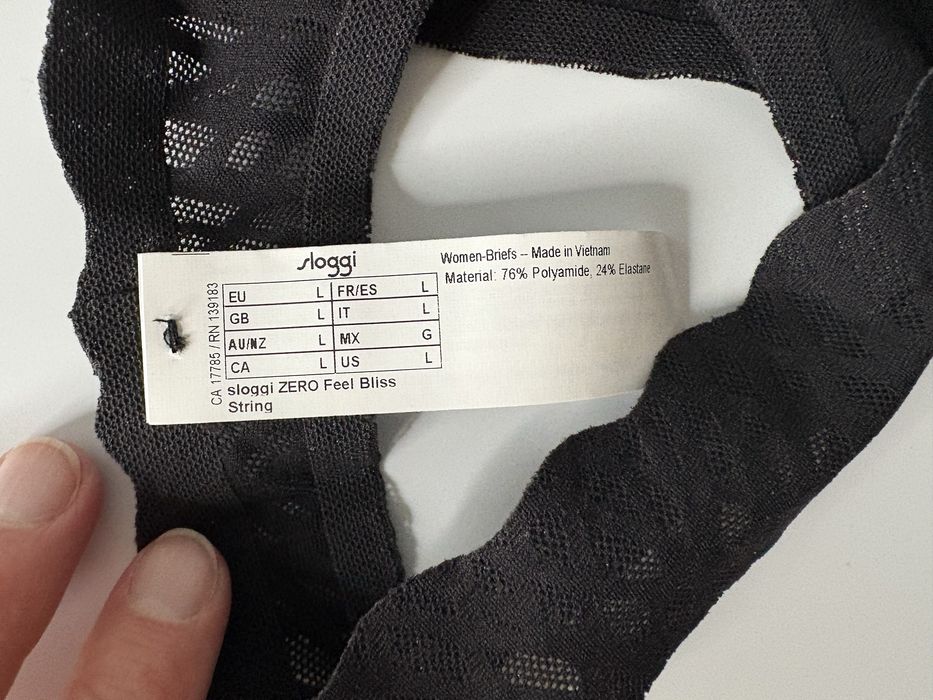 sloggi
CA 17785 / RN 139183
EU L FR/ES L
GB L IT L
AU/NZ L MX G
CA L US L
sloggi ZERO Feel Bliss
String
Women-Briefs -- Made in Vietnam
Material: 76% Polyamide, 24% Elastane